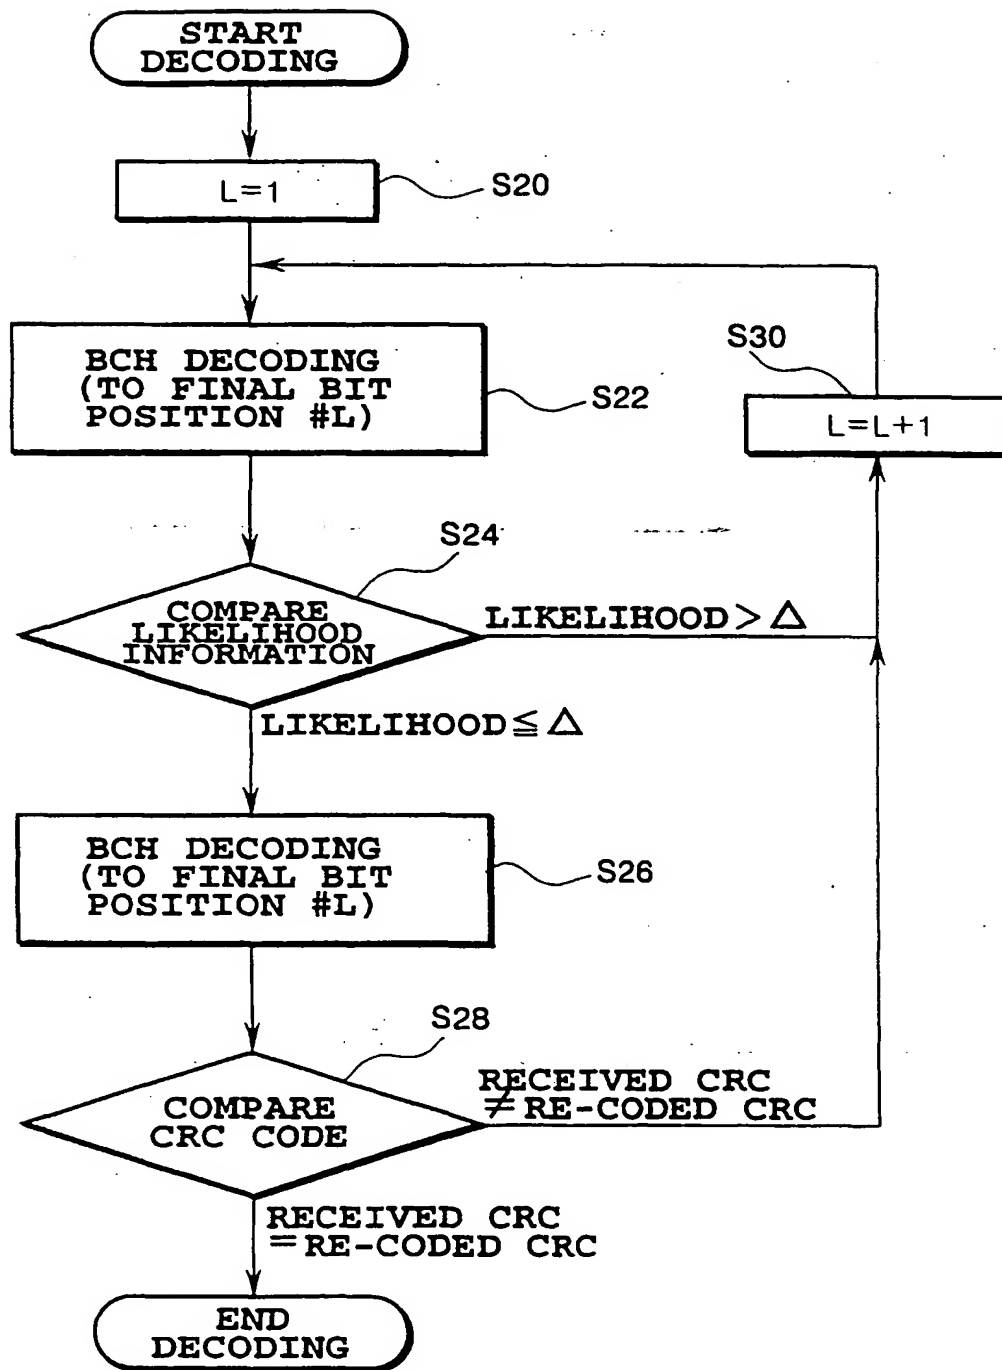 START
DECODING
L=1
S20
BCH DECODING
(TO FINAL BIT
POSITION #L)
S22
S30
L=L+1
S24
COMPARE
LIKELIHOOD
INFORMATION
LIKELIHOOD>△
LIKELIHOOD≦△
BCH DECODING
(TO FINAL BIT
POSITION #L)
S26
S28
COMPARE
CRC CODE
RECEIVED CRC
≠RE-CODED CRC
RECEIVED CRC
=RE-CODED CRC
END
DECODING